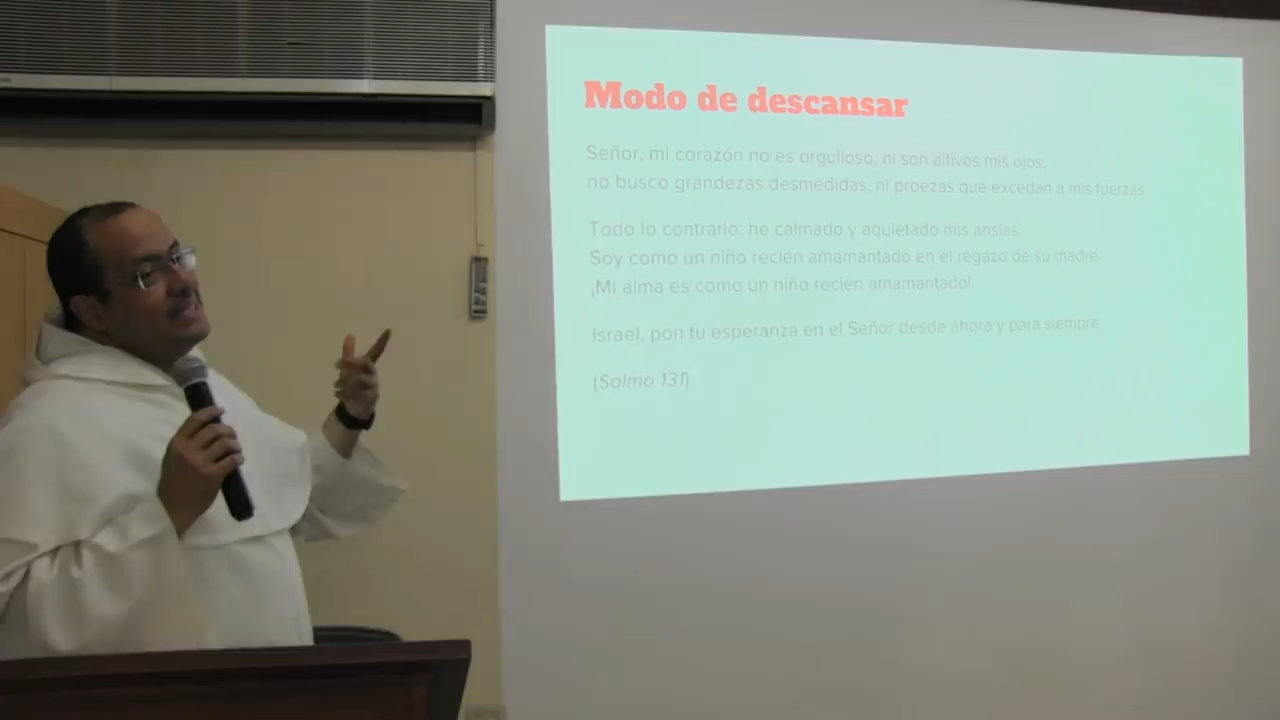 Modo de descansar
Señor, mi corazón no es orgulloso, ni son altivos mis ojos;
no busco grandezas desmedidas, ni proezas que excedan a mis fuerzas.
Todo lo contrario: he calmado y aquietado mis ansias.
Soy como un niño recién amamantado en el regazo de su madre.
¡Mi alma es como un niño recién amamantado!
Israel, pon tu esperanza en el Señor desde ahora y para siempre.
(Salmo 131)